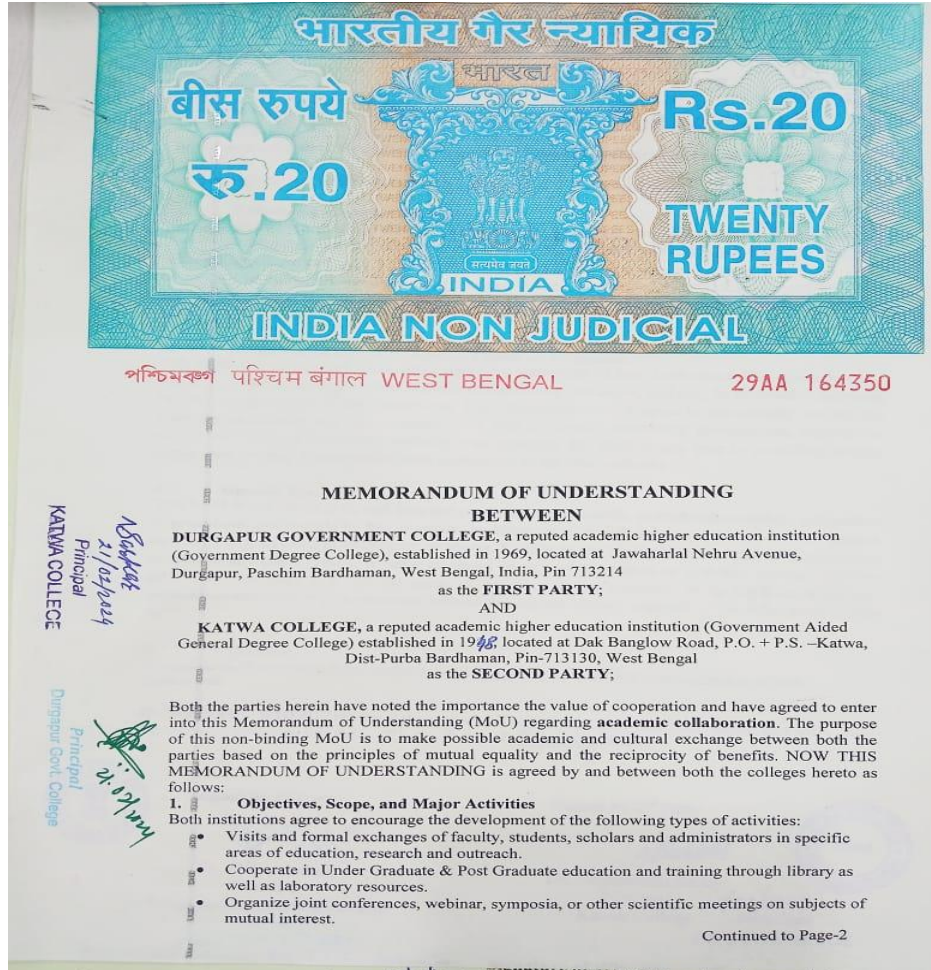 भारतीय गैर न्यायिक
भारत
बीस रुपये
रु.20
Rs.20
TWENTY
RUPEES
सत्यमेव जयते
INDIA
INDIA NON JUDICIAL
পশ্চিমবঙ্গ पश्चिम बंगाल WEST BENGAL
29AA 164350
MEMORANDUM OF UNDERSTANDING
BETWEEN
DURGAPUR GOVERNMENT COLLEGE, a reputed academic higher education institution
(Government Degree College), established in 1969, located at Jawaharlal Nehru Avenue,
Durgapur, Paschim Bardhaman, West Bengal, India, Pin 713214
as the FIRST PARTY;
AND
KATWA COLLEGE, a reputed academic higher education institution (Government Aided
General Degree College) established in 1948, located at Dak Banglow Road, P.O. + P.S. –Katwa,
Dist-Purba Bardhaman, Pin-713130, West Bengal
as the SECOND PARTY;
Both the parties herein have noted the importance the value of cooperation and have agreed to enter
into this Memorandum of Understanding (MoU) regarding academic collaboration. The purpose
of this non-binding MoU is to make possible academic and cultural exchange between both the
parties based on the principles of mutual equality and the reciprocity of benefits. NOW THIS
MEMORANDUM OF UNDERSTANDING is agreed by and between both the colleges hereto as
follows:
1. Objectives, Scope, and Major Activities
Both institutions agree to encourage the development of the following types of activities:
• Visits and formal exchanges of faculty, students, scholars and administrators in specific
areas of education, research and outreach.
• Cooperate in Under Graduate & Post Graduate education and training through library as
well as laboratory resources.
• Organize joint conferences, webinar, symposia, or other scientific meetings on subjects of
mutual interest.
Continued to Page-2
21/02/2024
Principal
KATWA COLLEGE
21.02.2024
Principal
Durgapur Govt. College